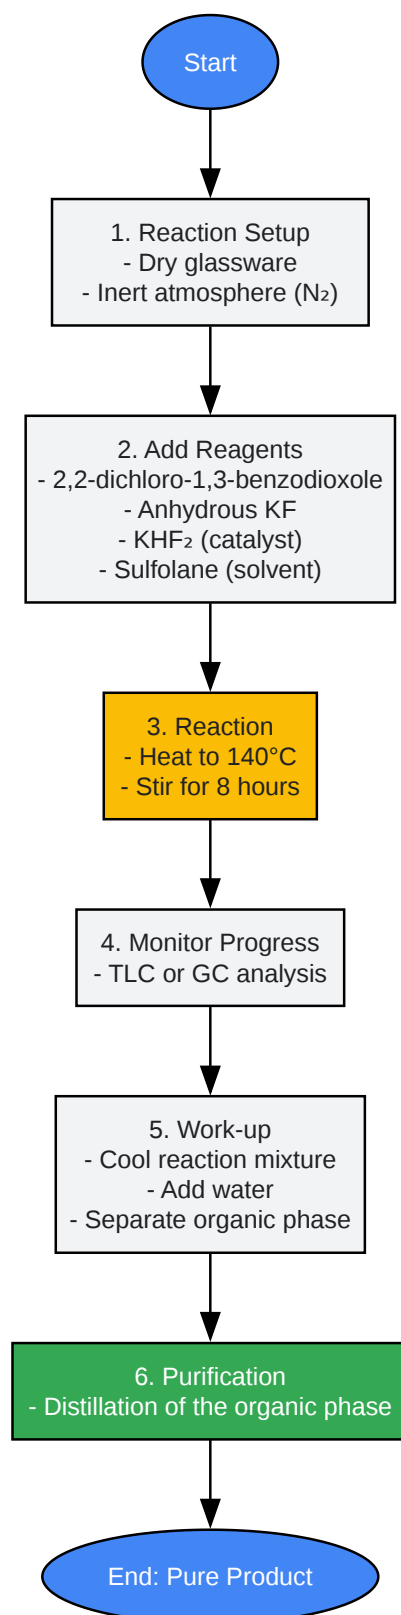 Start
1. Reaction Setup
- Dry glassware
- Inert atmosphere (N₂)
2. Add Reagents
- 2,2-dichloro-1,3-benzodioxole
- Anhydrous KF
- KHF₂ (catalyst)
- Sulfolane (solvent)
3. Reaction
- Heat to 140°C
- Stir for 8 hours
4. Monitor Progress
- TLC or GC analysis
5. Work-up
- Cool reaction mixture
- Add water
- Separate organic phase
6. Purification
- Distillation of the organic phase
End: Pure Product